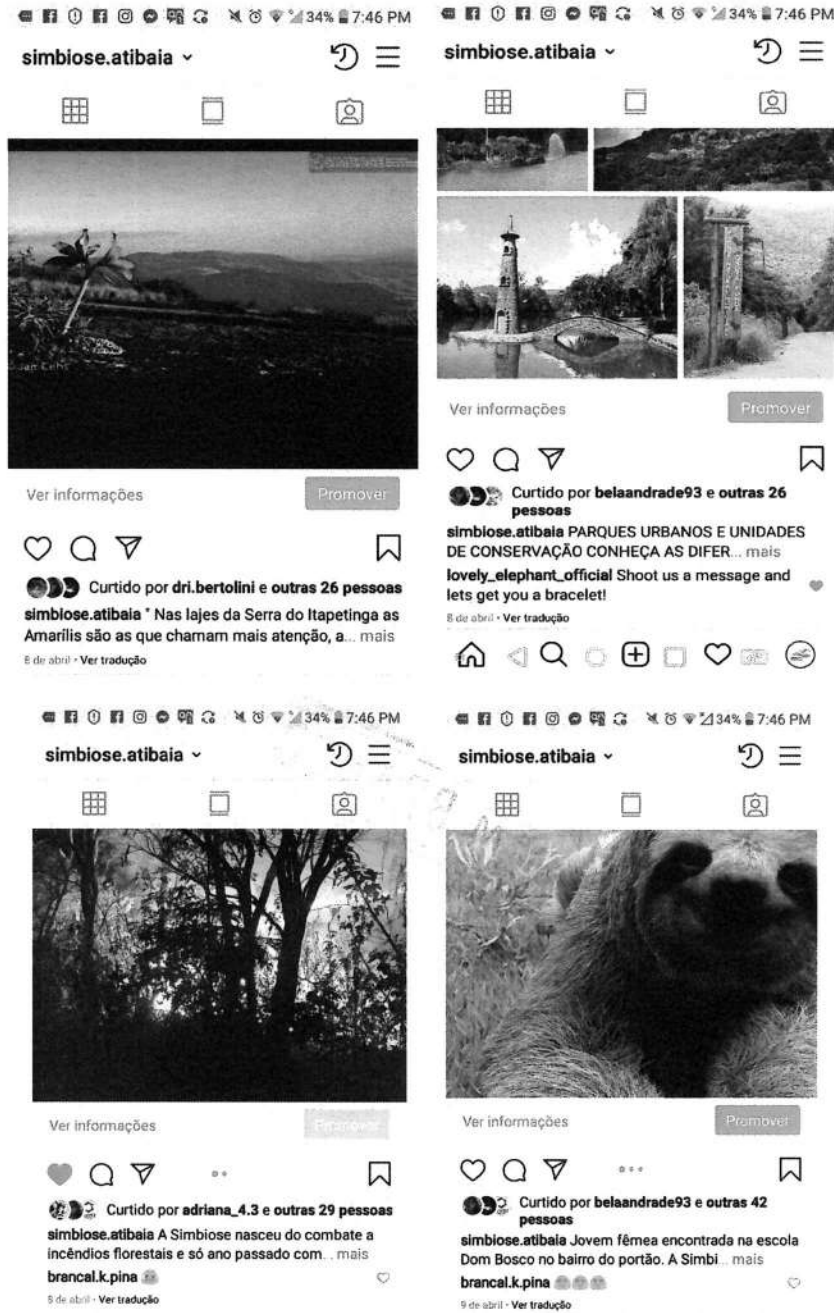 34% 7:46 PM
simbiose.atibaia
Ver informações
Promover
Curtido por dri.bertolini e outras 26 pessoas
simbiose.atibaia " Nas lajes da Serra do Itapetinga as
Amarílis são as que chamam mais atenção, a... mais
8 de abril • Ver tradução
34% 7:46 PM
simbiose.atibaia
Ver informações
Promover
Curtido por belaandrade93 e outras 26
pessoas
simbiose.atibaia PARQUES URBANOS E UNIDADES
DE CONSERVAÇÃO CONHEÇA AS DIFER... mais
lovely_elephant_official Shoot us a message and
lets get you a bracelet!
8 de abril • Ver tradução
34% 7:46 PM
simbiose.atibaia
Ver informações
Promover
Curtido por adriana_4.3 e outras 29 pessoas
simbiose.atibaia A Simbiose nasceu do combate a
incêndios florestais e só ano passado com... mais
brancal.k.pina
8 de abril • Ver tradução
34% 7:46 PM
simbiose.atibaia
Ver informações
Promover
Curtido por belaandrade93 e outras 42
pessoas
simbiose.atibaia Jovem fêmea encontrada na escola
Dom Bosco no bairro do portão. A Simbi... mais
brancal.k.pina
9 de abril • Ver tradução